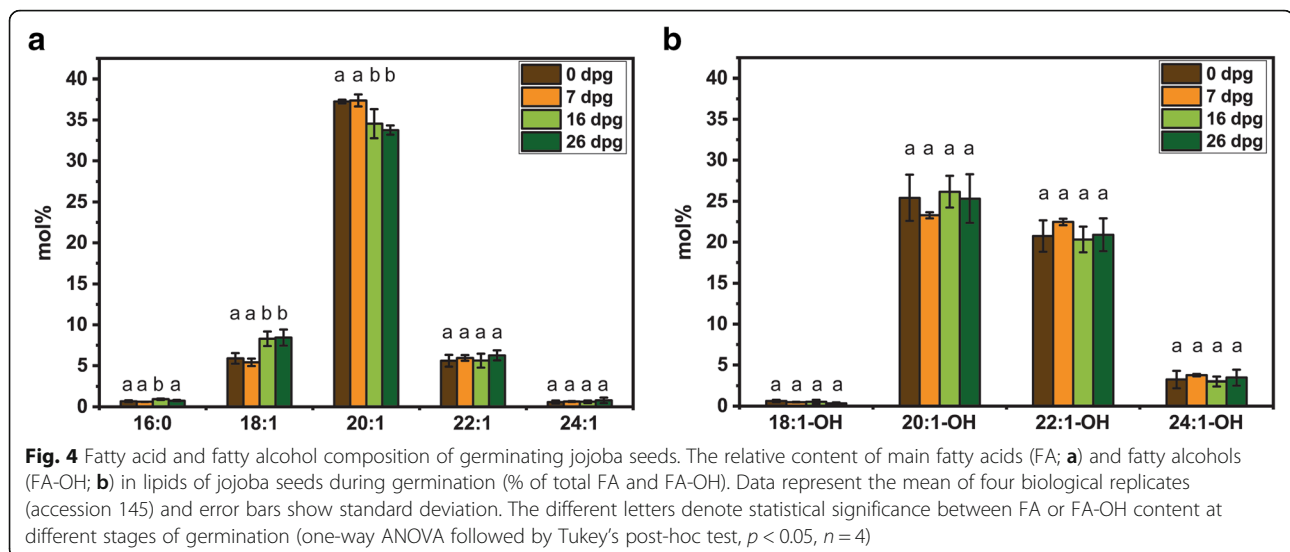 a
a a b b
0 dpg
7 dpg
16 dpg
26 dpg
40
35
30
25
20
15
10
5
0
mol%
a a b b
a a a a
a a b a
a a a a
16:0 18:1 20:1 22:1 24:1
b
0 dpg
7 dpg
16 dpg
26 dpg
40
35
30
25
20
15
10
5
0
mol%
a a a a
a a a a
a a a a
a a a a
18:1-OH 20:1-OH 22:1-OH 24:1-OH
Fig. 4 Fatty acid and fatty alcohol composition of germinating jojoba seeds. The relative content of main fatty acids (FA; a) and fatty alcohols
(FA-OH; b) in lipids of jojoba seeds during germination (% of total FA and FA-OH). Data represent the mean of four biological replicates
(accession 145) and error bars show standard deviation. The different letters denote statistical significance between FA or FA-OH content at
different stages of germination (one-way ANOVA followed by Tukey's post-hoc test, p < 0.05, n = 4)